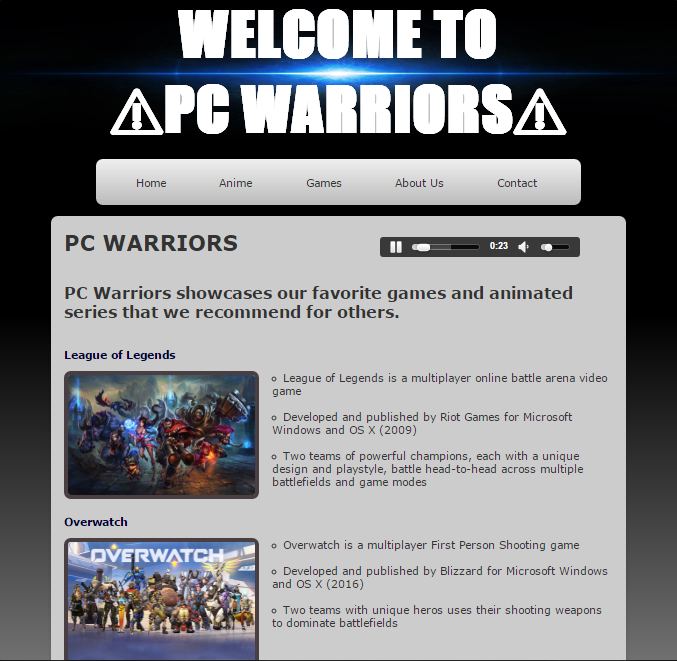 WELCOME TO
⚠PC WARRIORS⚠
Home Anime Games About Us Contact
PC WARRIORS
0:23
PC Warriors showcases our favorite games and animated
series that we recommend for others.
League of Legends
League of Legends is a multiplayer online battle arena video
game
Developed and published by Riot Games for Microsoft
Windows and OS X (2009)
Two teams of powerful champions, each with a unique
design and playstyle, battle head-to-head across multiple
battlefields and game modes
Overwatch
OVERWATCH
Overwatch is a multiplayer First Person Shooting game
Developed and published by Blizzard for Microsoft Windows
and OS X (2016)
Two teams with unique heros uses their shooting weapons
to dominate battlefields